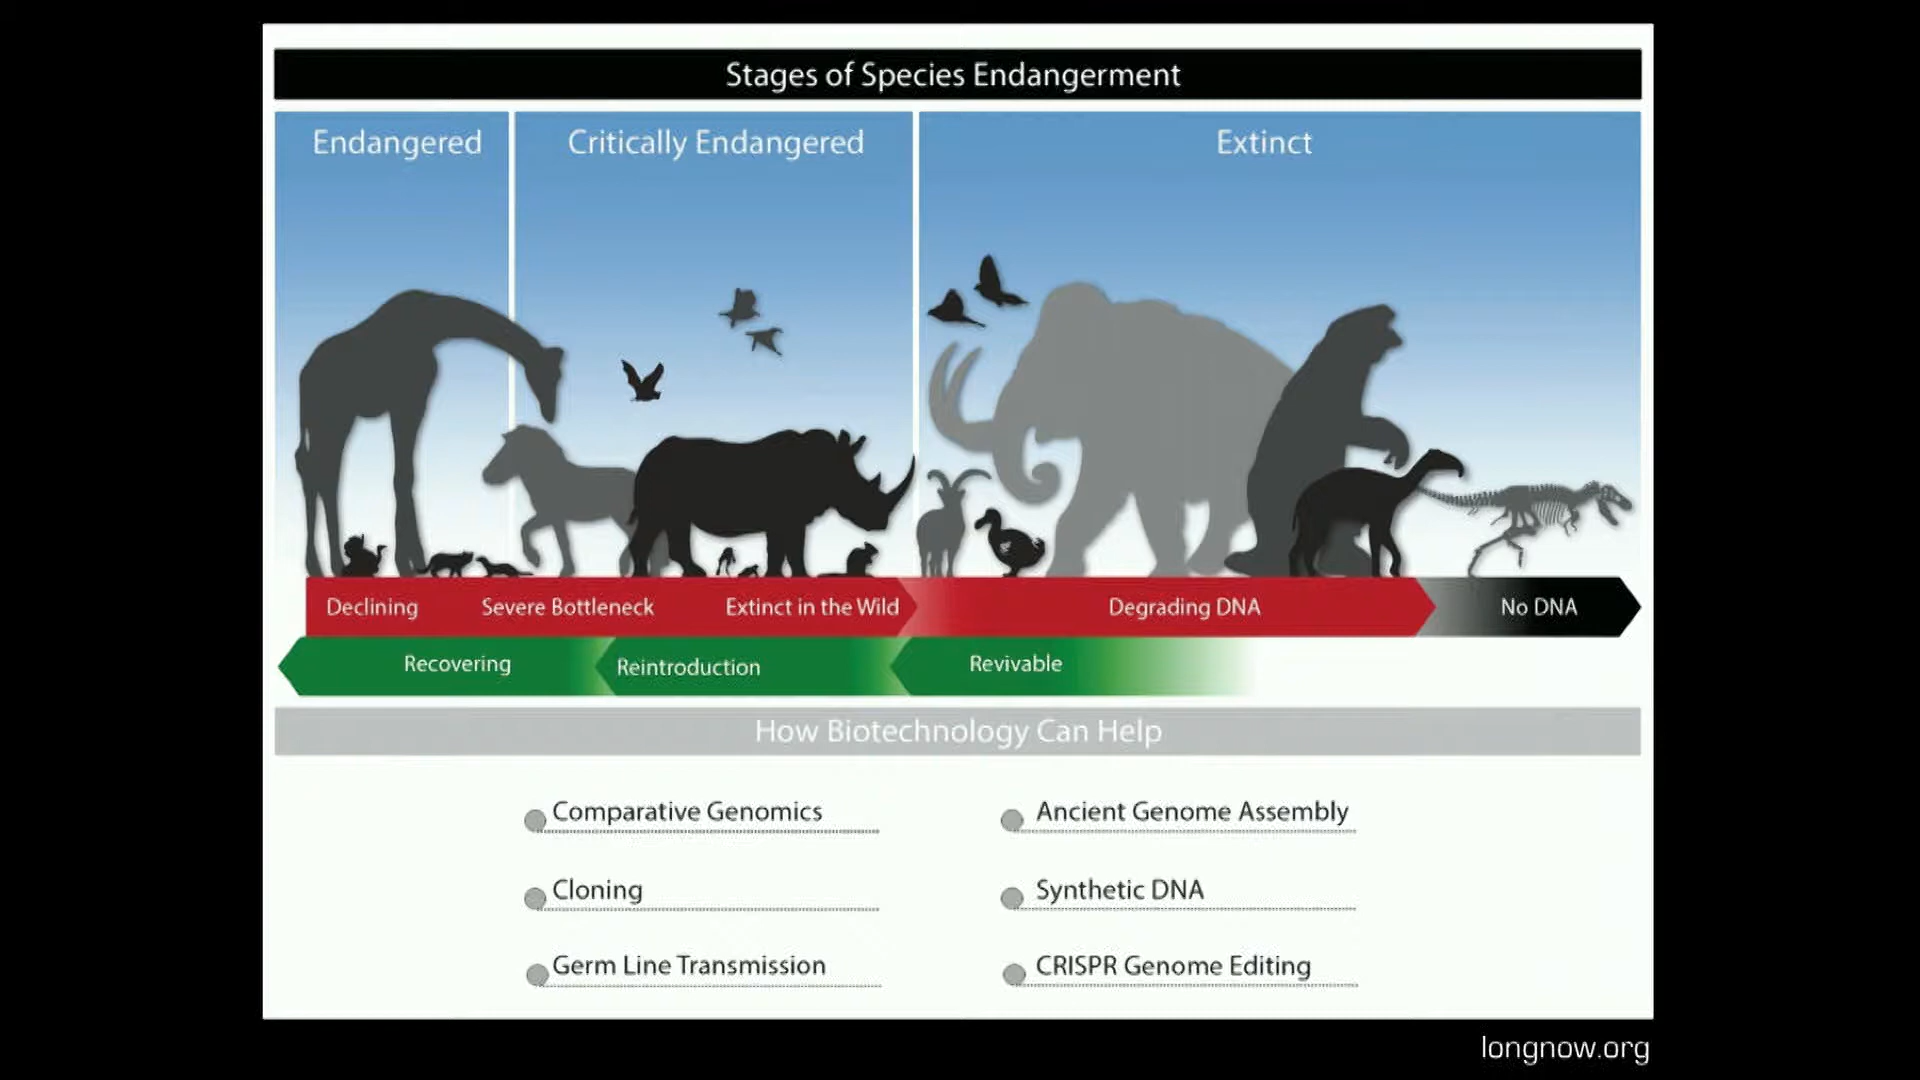 Stages of Species Endangerment
Endangered
Critically Endangered
Extinct
Declining
Severe Bottleneck
Extinct in the Wild
Degrading DNA
No DNA
Recovering
Reintroduction
Revivable
How Biotechnology Can Help
Comparative Genomics
Ancient Genome Assembly
Cloning
Synthetic DNA
Germ Line Transmission
CRISPR Genome Editing
longnow.org